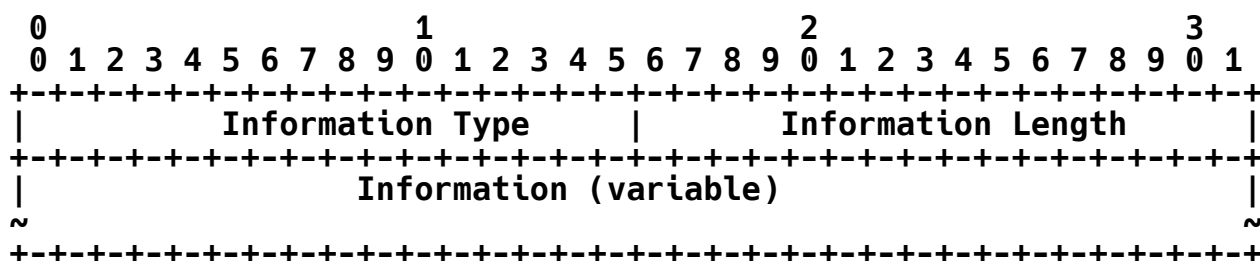 0                   1                   2                   3
 0 1 2 3 4 5 6 7 8 9 0 1 2 3 4 5 6 7 8 9 0 1 2 3 4 5 6 7 8 9 0 1
+-+-+-+-+-+-+-+-+-+-+-+-+-+-+-+-+-+-+-+-+-+-+-+-+-+-+-+-+-+-+-+-+
|          Information Type     |       Information Length      |
+-+-+-+-+-+-+-+-+-+-+-+-+-+-+-+-+-+-+-+-+-+-+-+-+-+-+-+-+-+-+-+-+
|                 Information (variable)                        |
~                                                               ~
+-+-+-+-+-+-+-+-+-+-+-+-+-+-+-+-+-+-+-+-+-+-+-+-+-+-+-+-+-+-+-+-+